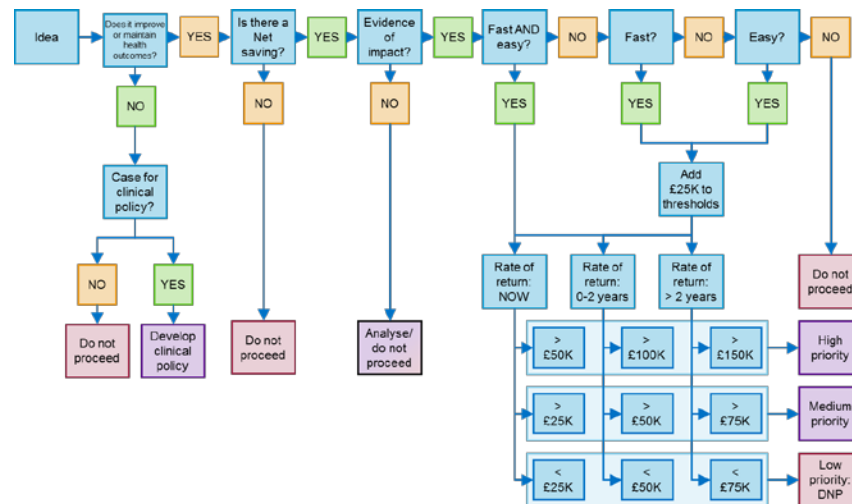 Idea
Does it improve
or maintain
health
outcomes?
YES
Is there a
Net
saving?
YES
Evidence
of
impact?
YES
Fast AND
easy?
NO
Fast?
NO
Easy?
NO
NO
NO
NO
YES
YES
YES
Case for
clinical
policy?
Add
£25K to
thresholds
NO
YES
Rate of
return:
NOW
Rate of
return:
0-2 years
Rate of
return:
> 2 years
Do not
proceed
Do not
proceed
Develop
clinical
policy
Do not
proceed
Analyse/
do not
proceed
>
£50K
>
£100K
>
£150K
High
priority
>
£25K
>
£50K
>
£75K
Medium
priority
<
£25K
<
£50K
<
£75K
Low
priority:
DNP